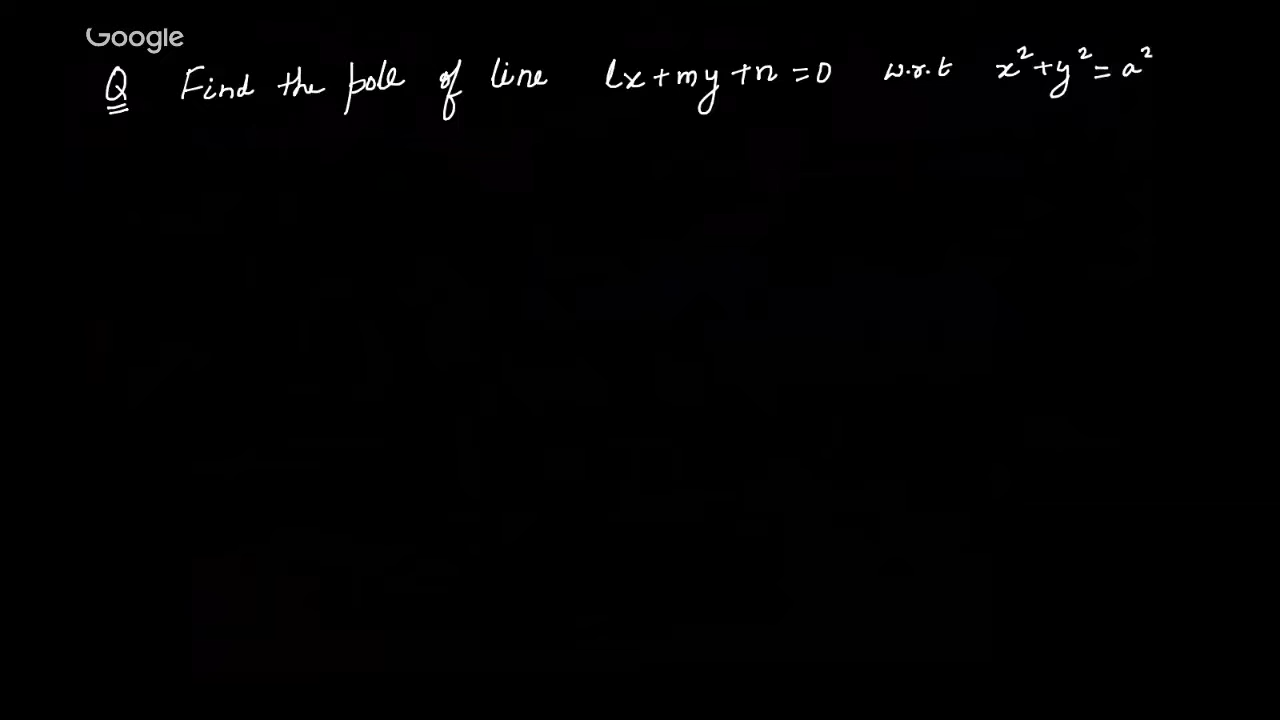 Google
Q Find the pole of line lx+my+n=0 w.r.t x²+y²=a²